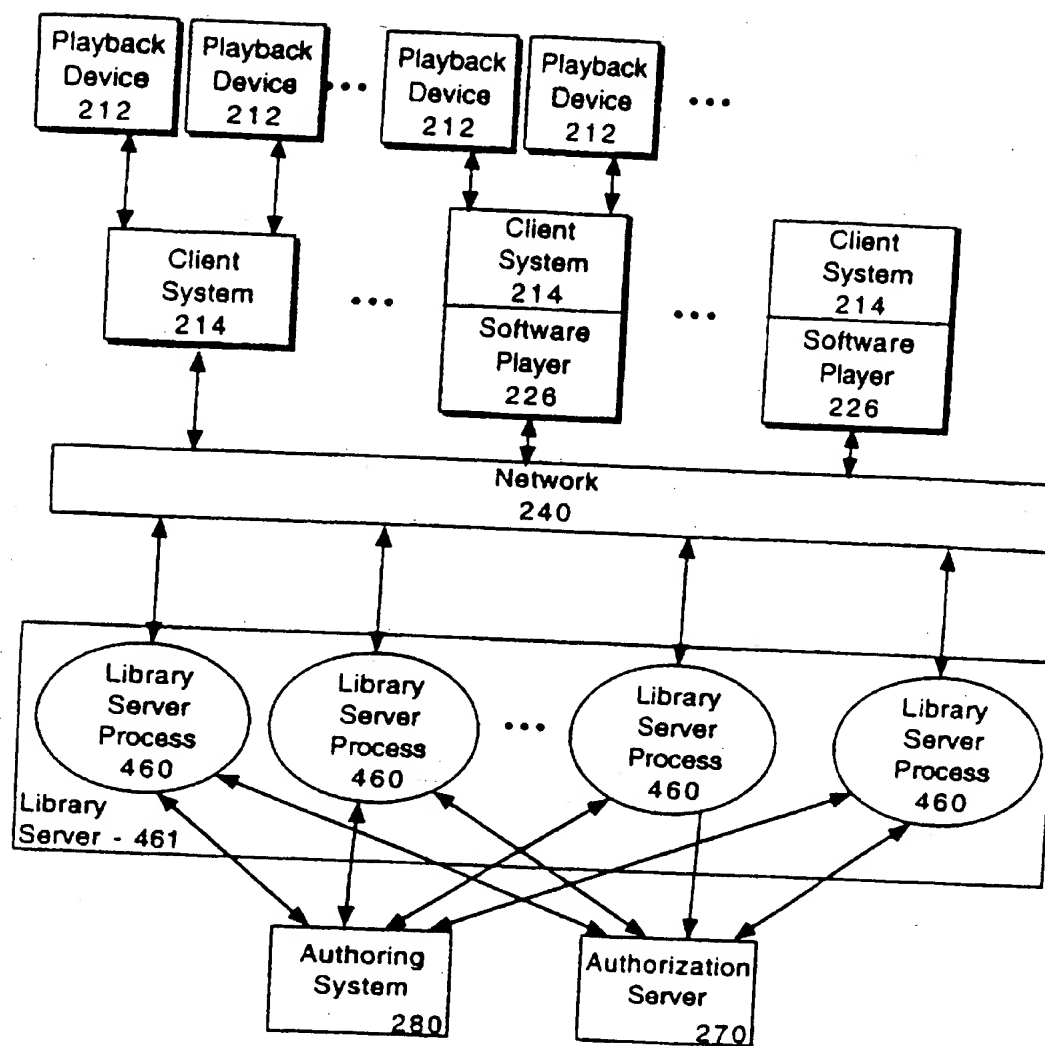 Playback
Device
212
Playback
Device
212
Playback
Device
212
Playback
Device
212
Client
System
214
Client
System
214
Software
Player
226
Client
System
214
Software
Player
226
Network
240
Library
Server
Process
460
Library
Server
Process
460
Library
Server
Process
460
Library
Server
Process
460
Library
Server - 461
Authoring
System
280
Authorization
Server
270